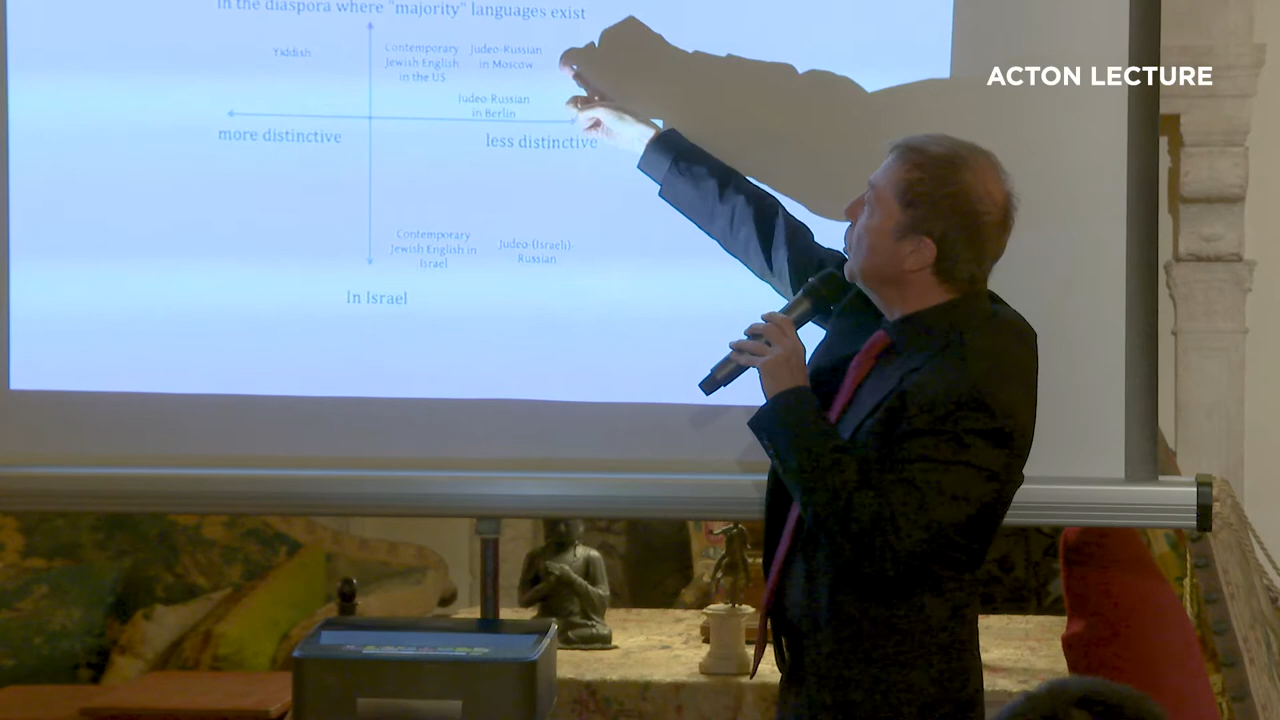 in the diaspora where "majority" languages exist
ACTON LECTURE
Yiddish
Contemporary
Jewish English
in the US
Judeo-Russian
in Moscow
Judeo-Russian
in Berlin
more distinctive
less distinctive
Contemporary
Jewish English in
Israel
Judeo-(Israeli)-
Russian
In Israel